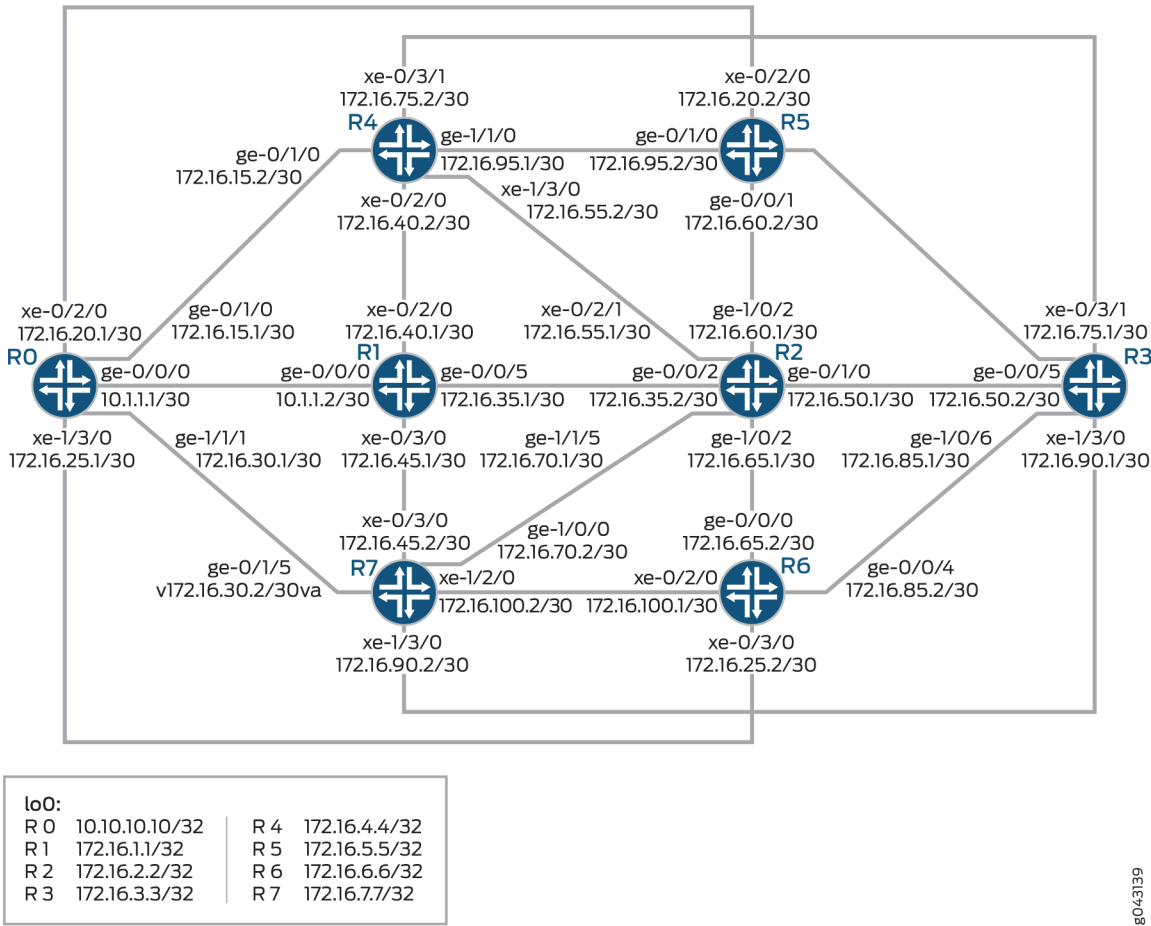 xe-0/3/1
172.16.75.2/30
R4
xe-0/2/0
172.16.20.2/30
R5
ge-1/1/0
172.16.95.1/30
ge-0/1/0
172.16.95.2/30
ge-0/1/0
172.16.15.2/30
xe-1/3/0
172.16.55.2/30
xe-0/2/0
172.16.40.2/30
ge-0/0/1
172.16.60.2/30
xe-0/2/0
172.16.20.1/30
R0
ge-0/1/0
172.16.15.1/30
xe-0/2/0
172.16.40.1/30
R1
xe-0/2/1
172.16.55.1/30
ge-1/0/2
172.16.60.1/30
R2
xe-0/3/1
172.16.75.1/30
R3
ge-0/0/0
10.1.1.1/30
ge-0/0/0
10.1.1.2/30
ge-0/0/5
172.16.35.1/30
ge-0/0/2
172.16.35.2/30
ge-0/1/0
172.16.50.1/30
ge-0/0/5
172.16.50.2/30
xe-1/3/0
172.16.25.1/30
ge-1/1/1
172.16.30.1/30
xe-0/3/0
172.16.45.1/30
ge-1/1/5
172.16.70.1/30
ge-1/0/2
172.16.65.1/30
ge-1/0/6
172.16.85.1/30
xe-1/3/0
172.16.90.1/30
xe-0/3/0
172.16.45.2/30
R7
ge-1/0/0
172.16.70.2/30
ge-0/0/0
172.16.65.2/30
R6
ge-0/1/5
v172.16.30.2/30va
xe-1/2/0
172.16.100.2/30
xe-0/2/0
172.16.100.1/30
ge-0/0/4
172.16.85.2/30
xe-1/3/0
172.16.90.2/30
xe-0/3/0
172.16.25.2/30
lo0:
R 0 10.10.10.10/32
R 1 172.16.1.1/32
R 2 172.16.2.2/32
R 3 172.16.3.3/32
R 4 172.16.4.4/32
R 5 172.16.5.5/32
R 6 172.16.6.6/32
R 7 172.16.7.7/32
g043139